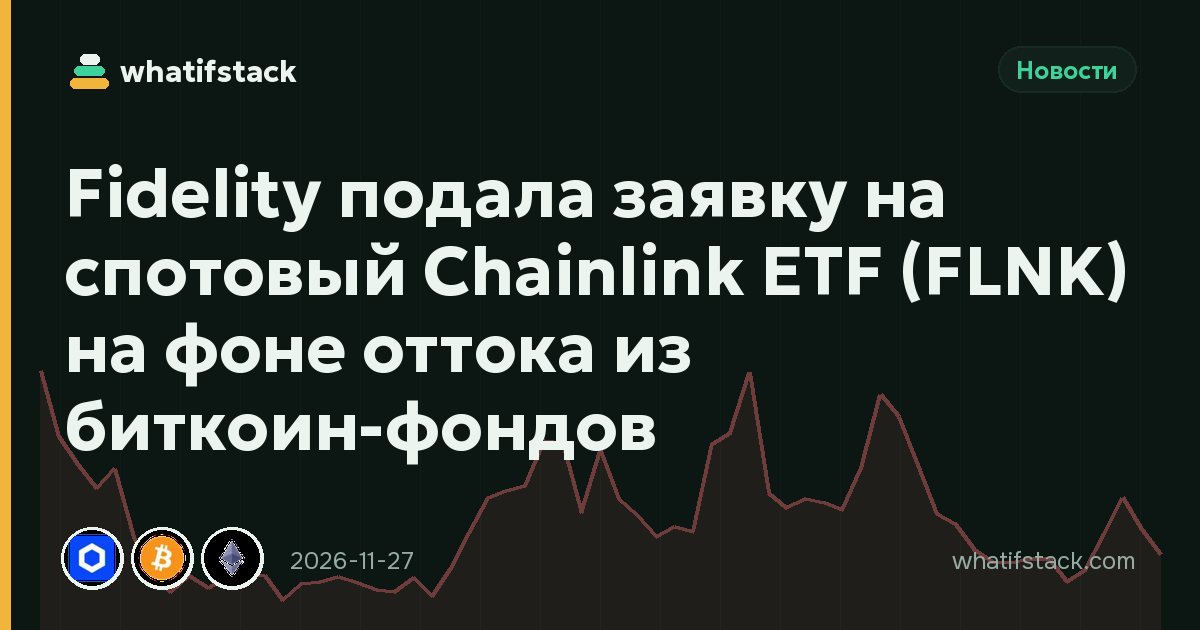 whatifstack
Новости
Fidelity подала заявку на
спотовый Chainlink ETF (FLNK)
на фоне оттока из
биткоин-фондов
2026-11-27
whatifstack.com